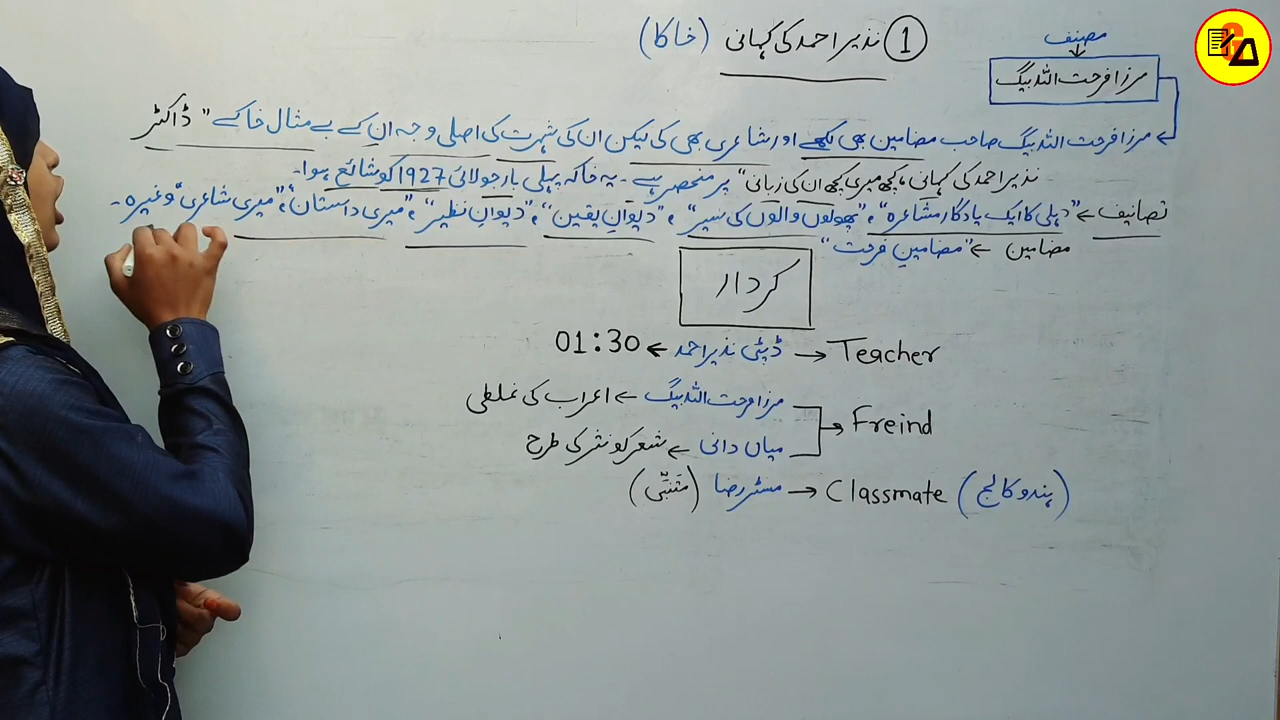 ① نذیر احمد کی کہانی (خاکا)
مصنف
↓
مرزا فرحت اللہ بیگ
← مرزا فرحت اللہ بیگ صاحب مضامین بھی لکھے اور شاعری بھی کی لیکن ان کی شہرت کی اصلی وجہ ان کے بے مثال خاکے "ڈاکٹر
نذیر احمد کی کہانی، کچھ میری کچھ ان کی زبانی" پر منحصر ہے۔ یہ خاکہ پہلی بار جولائی 1927 کو شائع ہوا۔
تصانیف ← "دہلی کا ایک یادگار مشاعرہ"، "پھولوں والوں کی سیر"، "دیوانِ یقین"، "دیوانِ نظیر"، "میری داستان"، "میری شاعری" وغیرہ۔
مضامین ← "مضامینِ فرحت"
کردار
Teacher ← ڈپٹی نذیر احمد ← 01:30
مرزا فرحت اللہ بیگ ← اعراب کی غلطی
Freind
میاں دانی ← شعر کو نثر کی طرح
(ہندو کالج) Classmate ← مسٹر رضا (متنبّٰی)